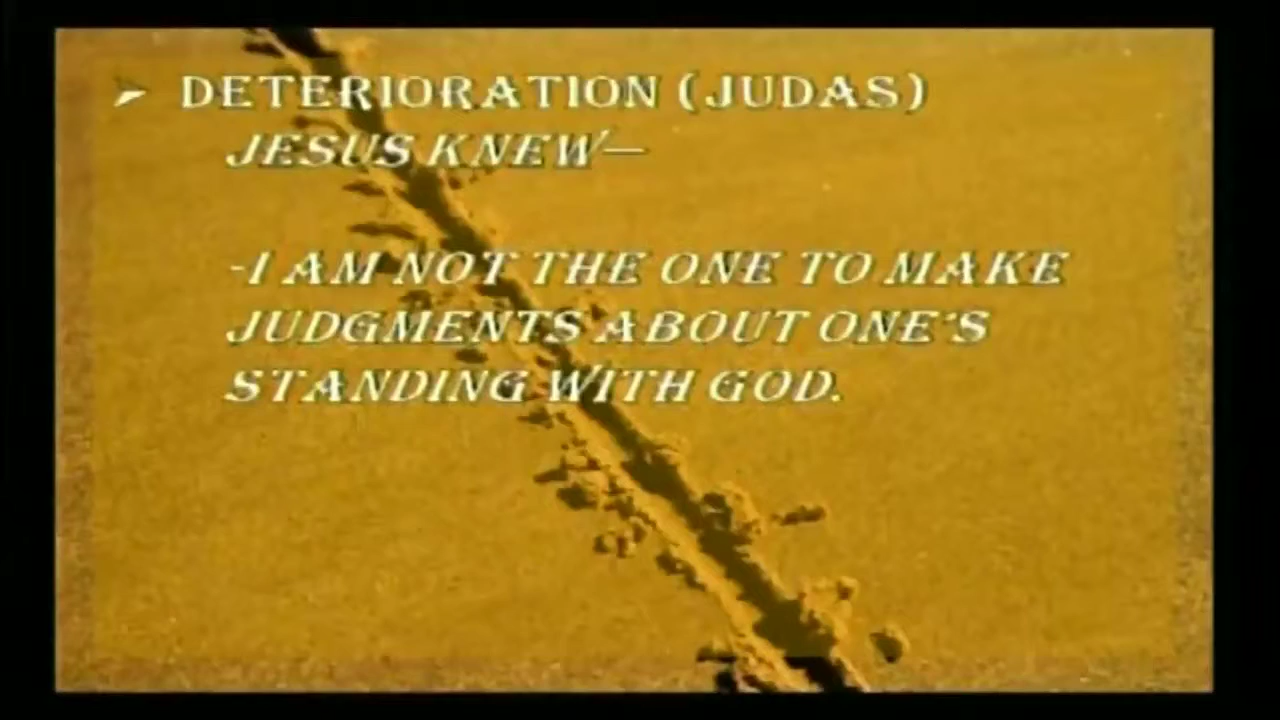 ➢ DETERIORATION (JUDAS)
JESUS KNEW—
-I AM NOT THE ONE TO MAKE
JUDGMENTS ABOUT ONE'S
STANDING WITH GOD.